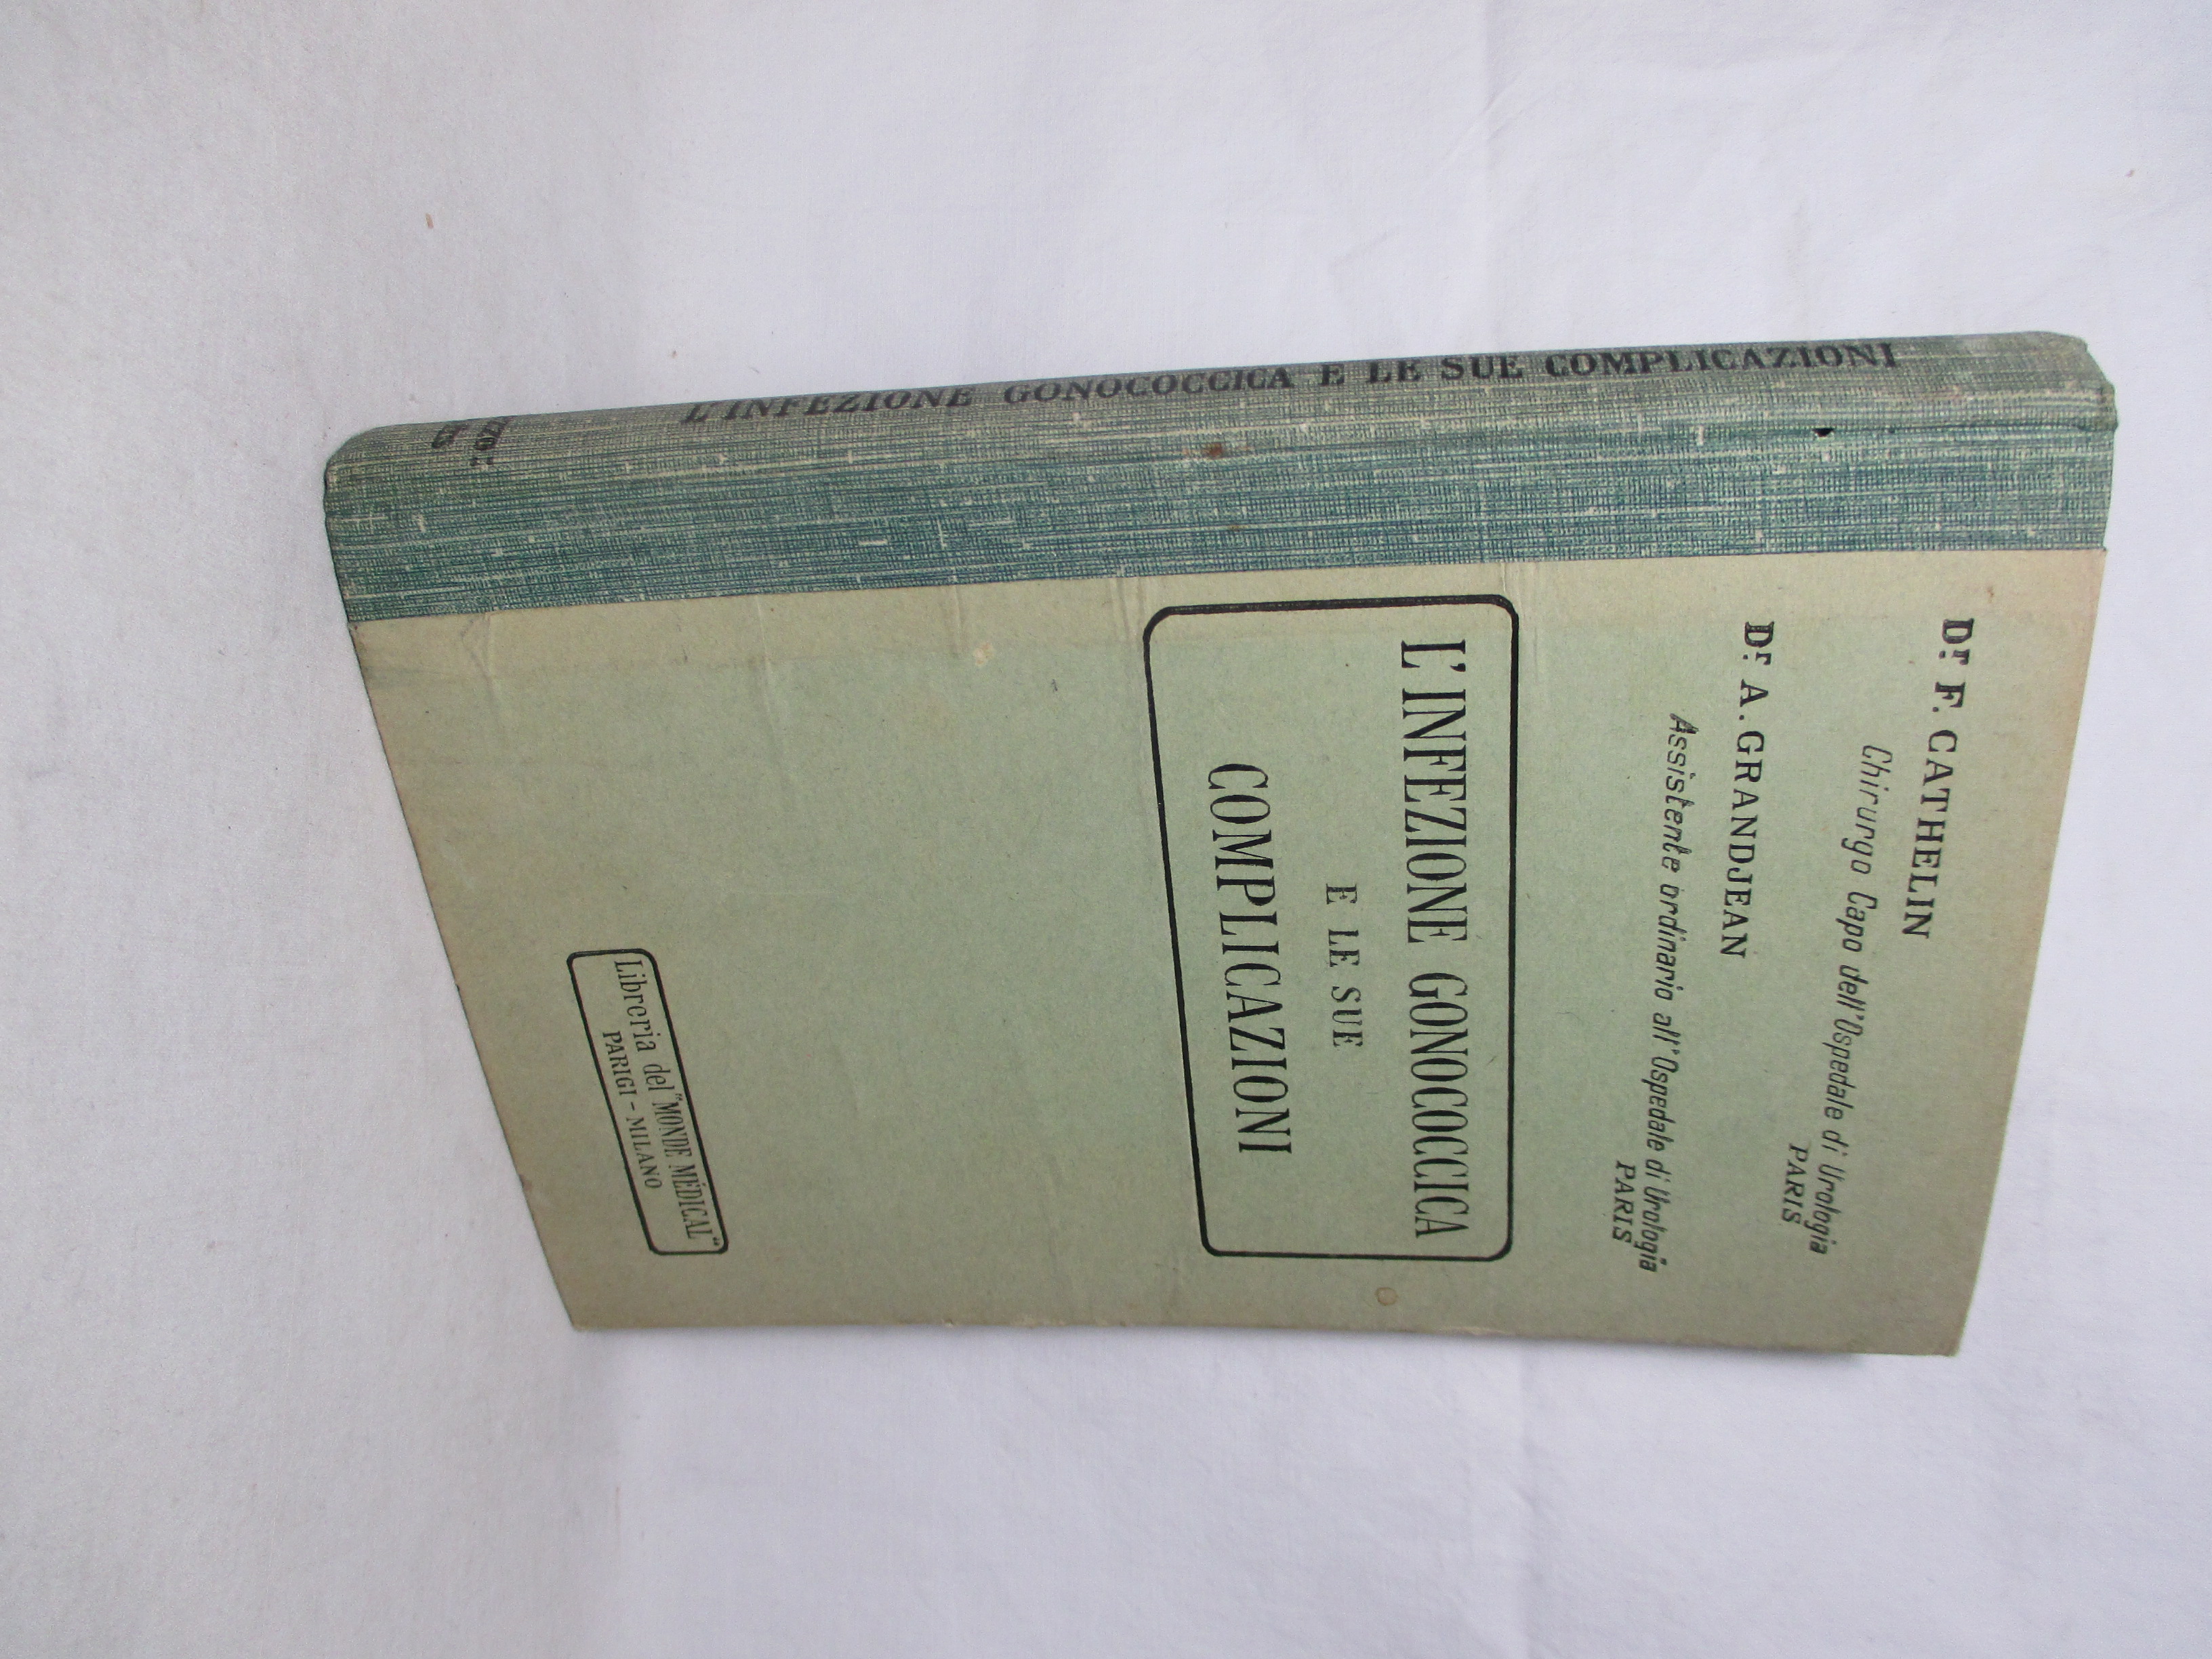 Dr. F. CATHELIN
Chirurgo Capo dell'Ospedale di Urologia
PARIS
Dr. A. GRANDJEAN
Assistente ordinario all'Ospedale di Urologia
PARIS
L'INFEZIONE GONOCOCCICA
E LE SUE
COMPLICAZIONI
Libreria del "MONDE MÉDICAL"
PARIGI - MILANO
L'INFEZIONE GONOCOCCICA E LE SUE COMPLICAZIONI